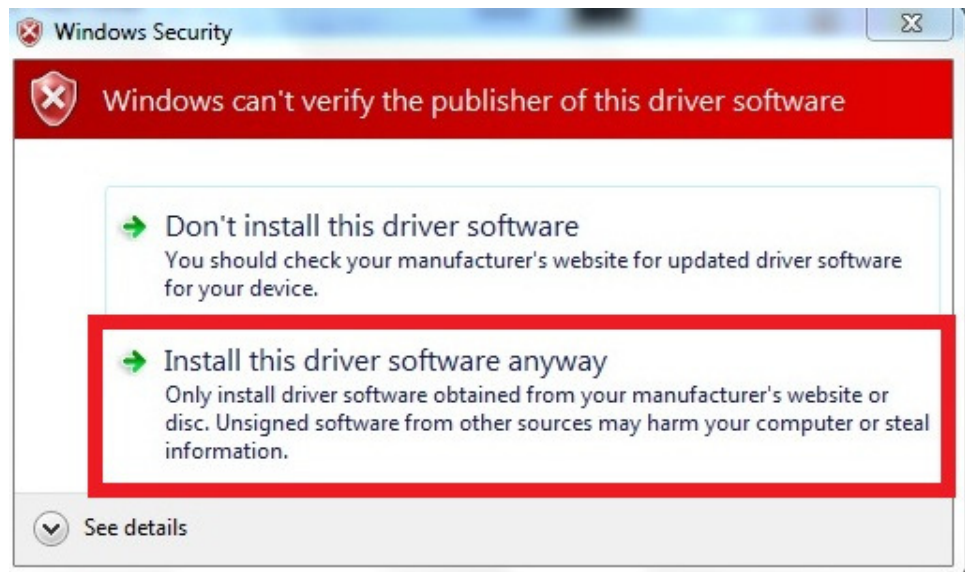 Windows Security
Windows can't verify the publisher of this driver software
Don't install this driver software
You should check your manufacturer's website for updated driver software
for your device.
Install this driver software anyway
Only install driver software obtained from your manufacturer's website or
disc. Unsigned software from other sources may harm your computer or steal
information.
See details